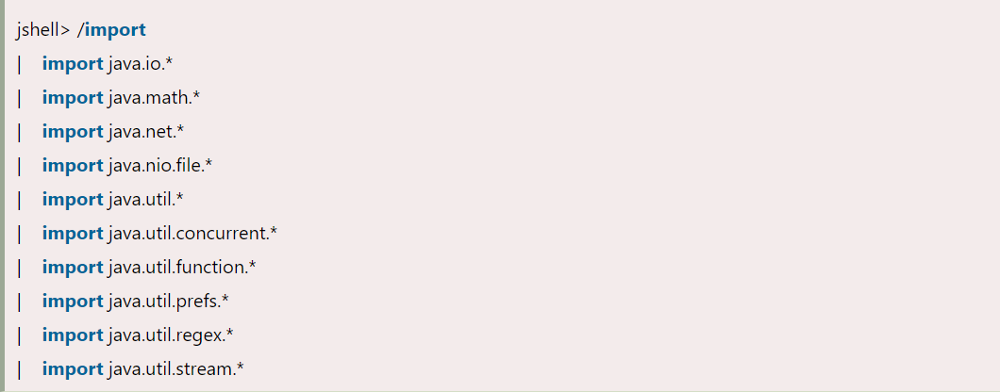 jshell> /import
|    import java.io.*
|    import java.math.*
|    import java.net.*
|    import java.nio.file.*
|    import java.util.*
|    import java.util.concurrent.*
|    import java.util.function.*
|    import java.util.prefs.*
|    import java.util.regex.*
|    import java.util.stream.*